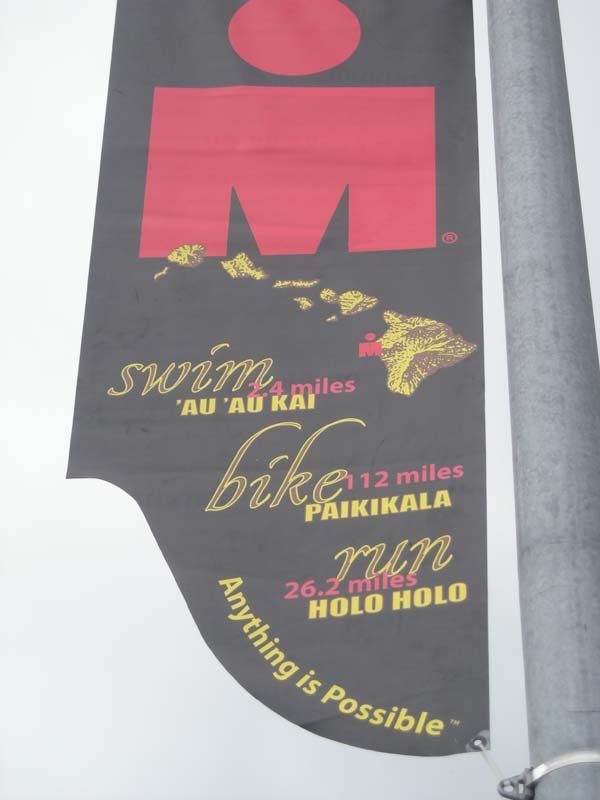 M®
M
swim
2.4 miles
'AU 'AU KAI
bike
112 miles
PAIKIKALA
run
26.2 miles
HOLO HOLO
Anything is Possible™